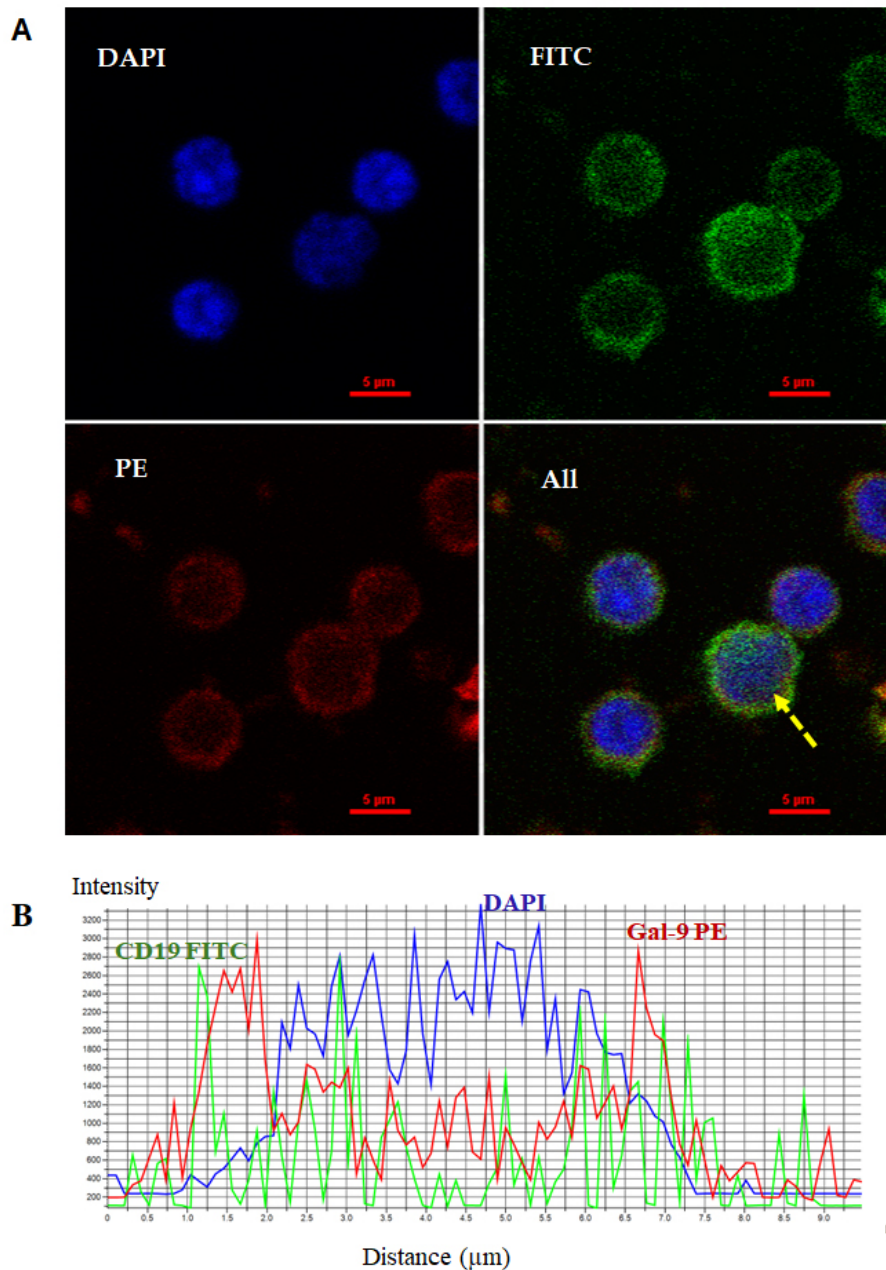 A
DAPI
FITC
5 µm
5 µm
PE
All
5 µm
5 µm
B
Intensity
DAPI
CD19 FITC
Gal-9 PE
3200
3000
2800
2600
2400
2200
2000
1800
1600
1400
1200
1000
800
600
400
200
0 0.5 1.0 1.5 2.0 2.5 3.0 3.5 4.0 4.5 5.0 5.5 6.0 6.5 7.0 7.5 8.0 8.5 9.0
Distance (µm)